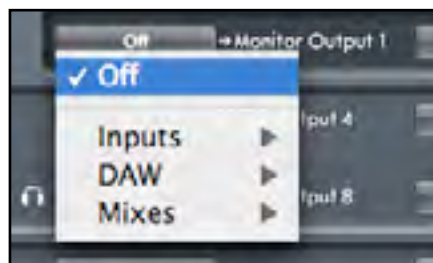 Off → Monitor Output 1
✓ Off
tput 4
Inputs
DAW
tput 8
Mixes